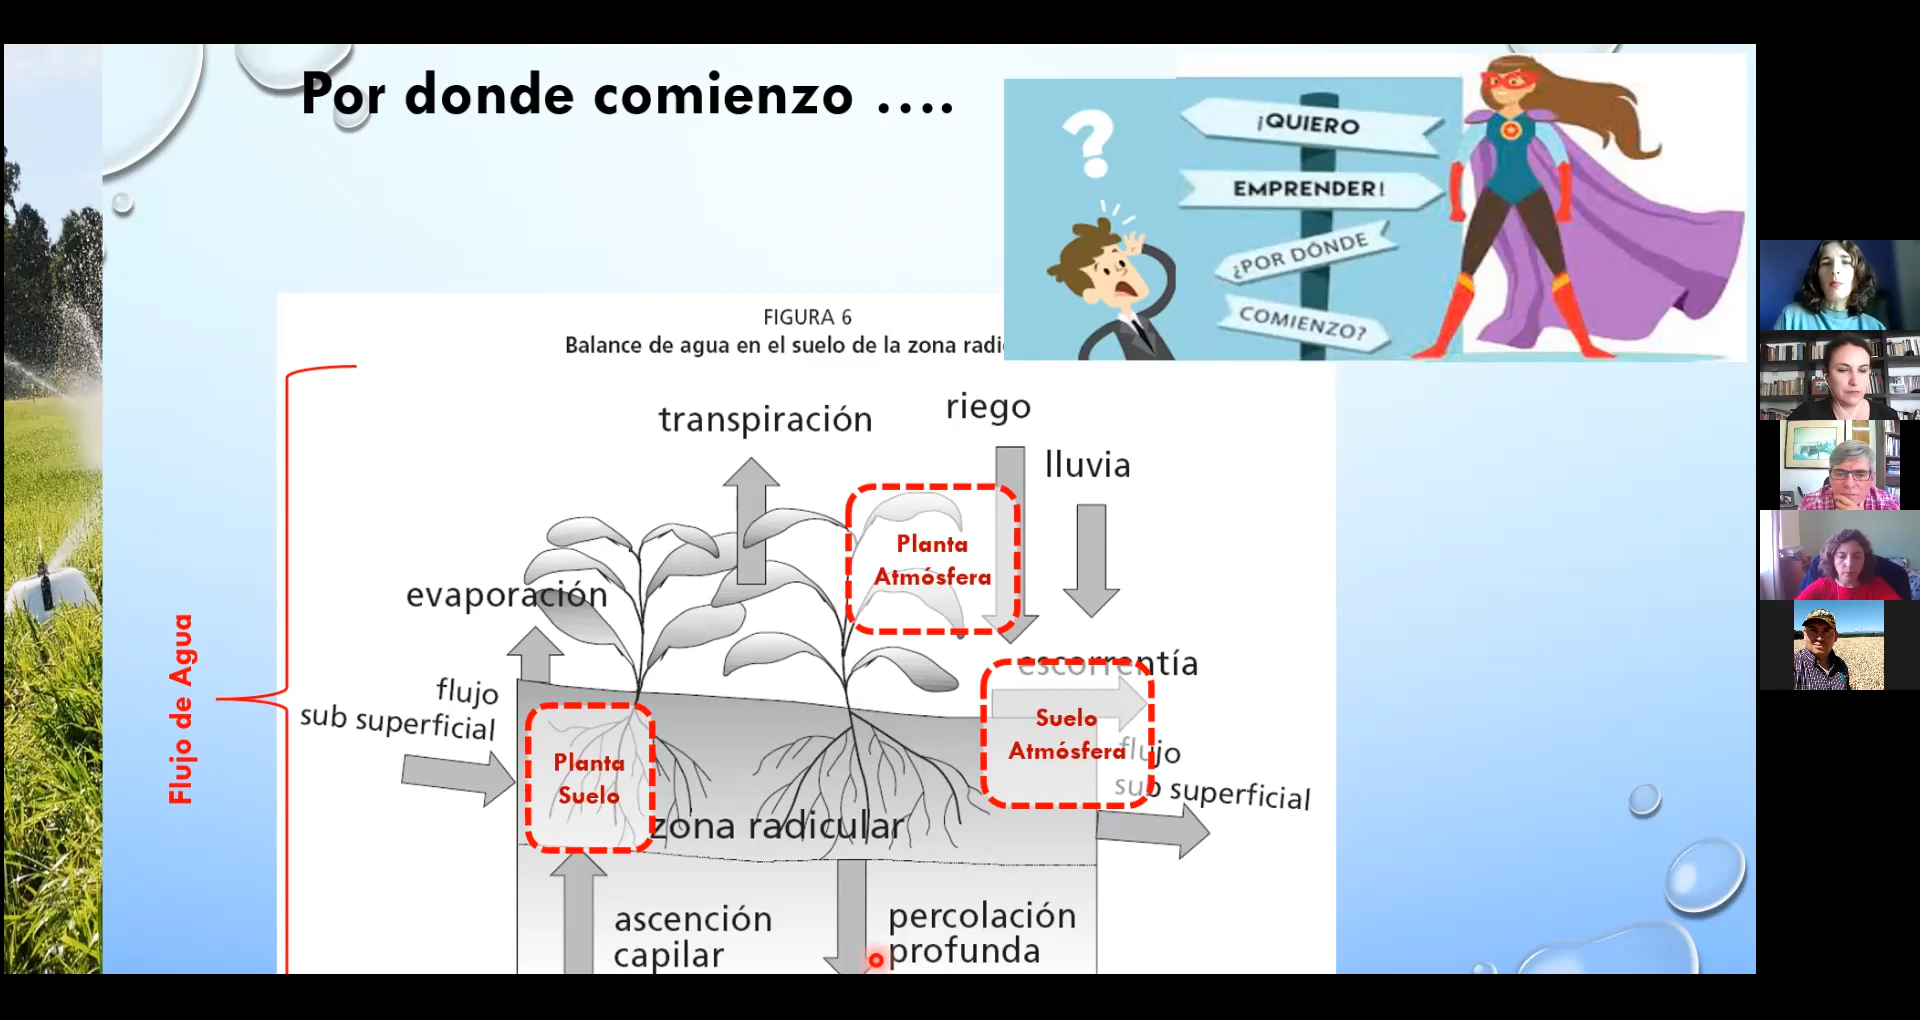 Por donde comienzo ....
?
¡QUIERO
EMPRENDER!
¿POR DÓNDE
COMIENZO?
FIGURA 6
Balance de agua en el suelo de la zona
transpiración
riego
lluvia
Planta
Atmósfera
evaporación
escorrentía
flujo
sub superficial
Suelo
Atmósfera
flujo
sub superficial
Planta
Suelo
zona radicular
ascención
capilar
percolación
profunda
Flujo de Agua